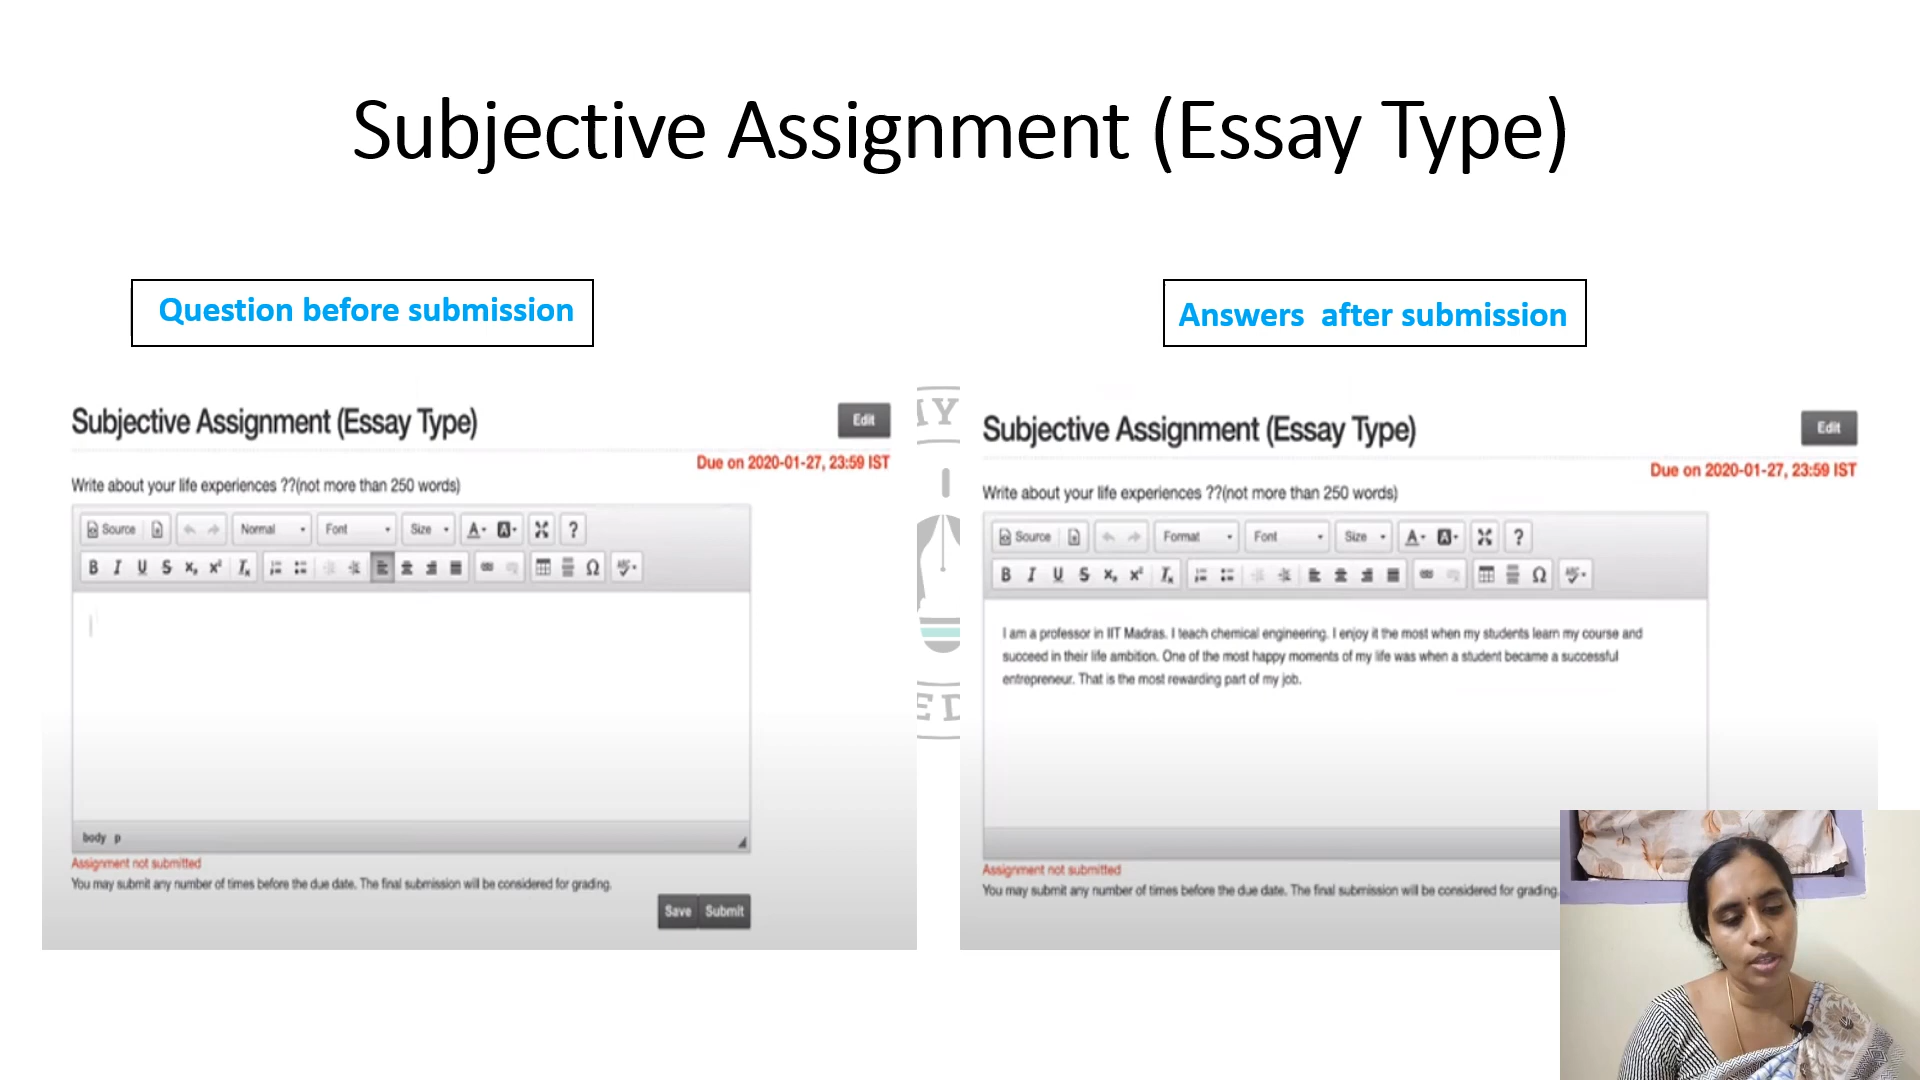 Subjective Assignment (Essay Type)
Question before submission
Answers after submission
Subjective Assignment (Essay Type)
Edit
Due on 2020-01-27, 23:59 IST
Write about your life experiences ??(not more than 250 words)
Source Normal Font Size A A ?
B I U S x₂ x² Tx Ω
body p
Assignment not submitted
You may submit any number of times before the due date. The final submission will be considered for grading.
Save Submit
Subjective Assignment (Essay Type)
Edit
Due on 2020-01-27, 23:59 IST
Write about your life experiences ??(not more than 250 words)
Source Format Font Size A A ?
B I U S x₂ x² Tx Ω
I am a professor in IIT Madras. I teach chemical engineering. I enjoy it the most when my students learn my course and
succeed in their life ambition. One of the most happy moments of my life was when a student became a successful
entrepreneur. That is the most rewarding part of my job.
Assignment not submitted
You may submit any number of times before the due date. The final submission will be considered for grading.